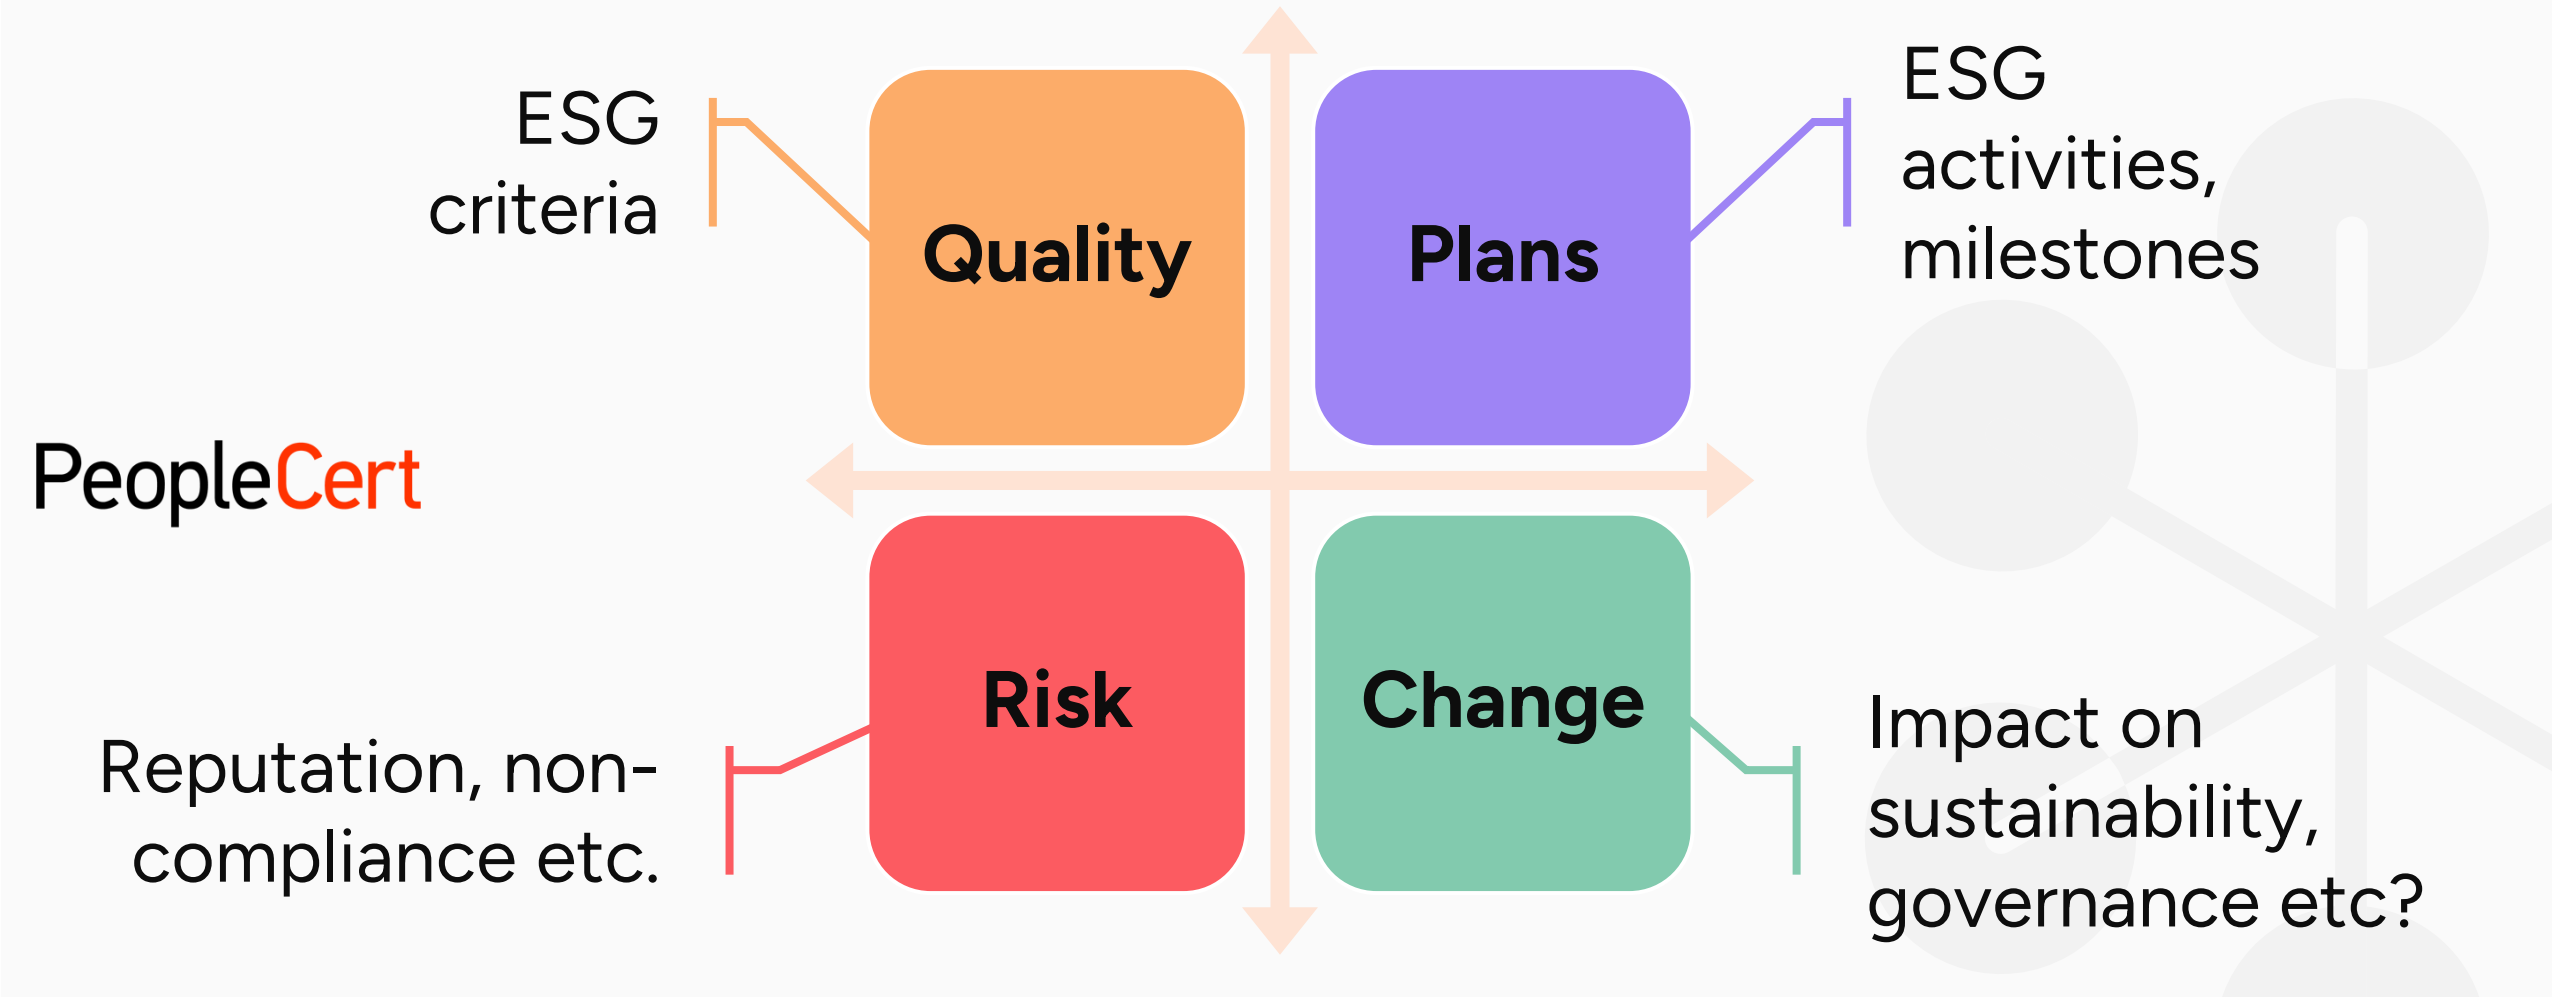 ESG
criteria
Quality
Plans
ESG
activities,
milestones
PeopleCert
Risk
Reputation, non-
compliance etc.
Change
Impact on
sustainability,
governance etc?